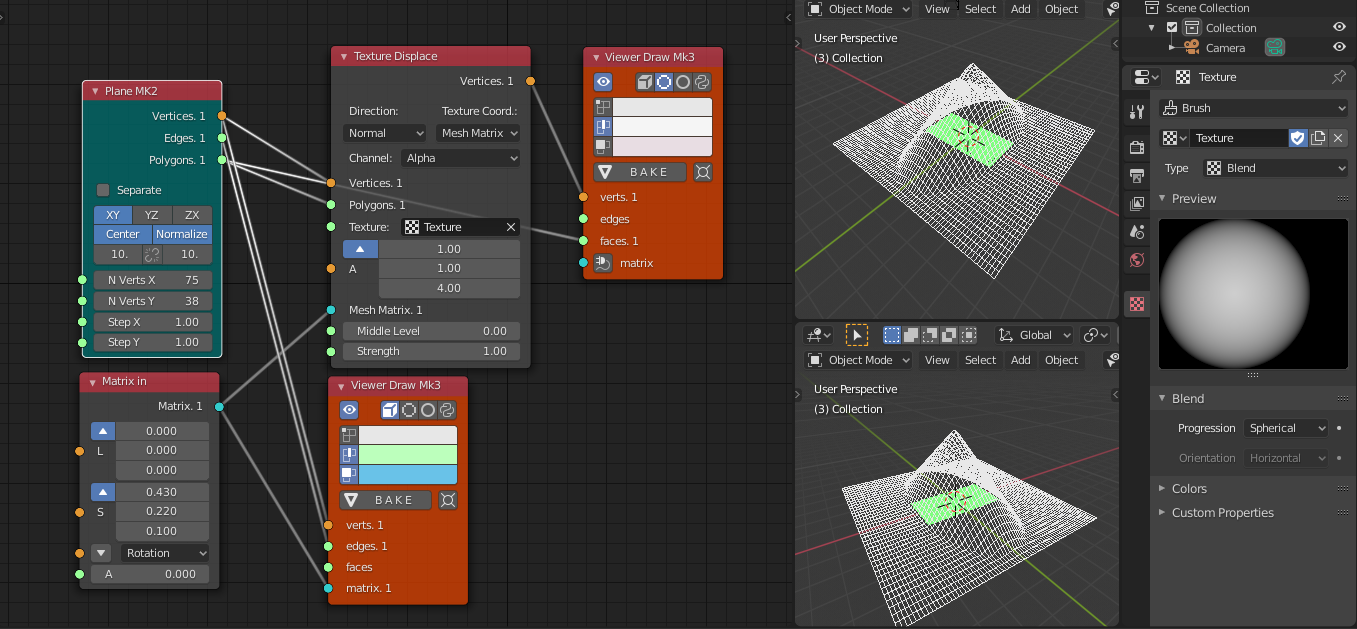 Plane MK2
Vertices. 1
Edges. 1
Polygons. 1
Separate
XY YZ ZX
Center Normalize
10. 10.
N Verts X 75
N Verts Y 38
Step X 1.00
Step Y 1.00
Matrix in
Matrix. 1
0.000
L 0.000
0.000
0.430
S 0.220
0.100
Rotation
A 0.000
Texture Displace
Vertices. 1
Direction: Texture Coord.:
Normal Mesh Matrix
Channel: Alpha
Vertices. 1
Polygons. 1
Texture: Texture
1.00
A 1.00
4.00
Mesh Matrix. 1
Middle Level 0.00
Strength 1.00
Viewer Draw Mk3
BAKE
verts. 1
edges. 1
faces
matrix. 1
Viewer Draw Mk3
BAKE
verts. 1
edges
faces. 1
matrix
Object Mode View Select Add Object
User Perspective
(3) Collection
Global
Object Mode View Select Add Object
User Perspective
(3) Collection
Scene Collection
Collection
Camera
Texture
Brush
Texture
Type Blend
Preview
Blend
Progression Spherical
Orientation Horizontal
Colors
Custom Properties